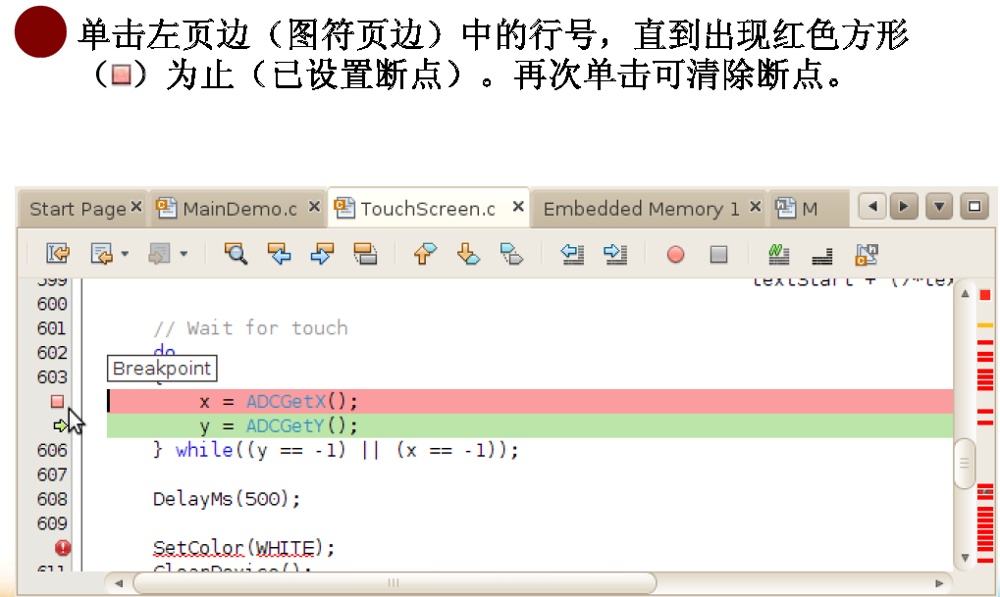 单击左页边（图符页边）中的行号，直到出现红色方形
（）为止（已设置断点）。再次单击可清除断点。
Start Page MainDemo.c TouchScreen.c Embedded Memory 1 M
599 textStart + (7*tex
600
601 // Wait for touch
602 do
603 {
Breakpoint
x = ADCGetX();
y = ADCGetY();
606 } while((y == -1) || (x == -1));
607
608 DelayMs(500);
609
SetColor(WHITE);
611 ClearDevice();